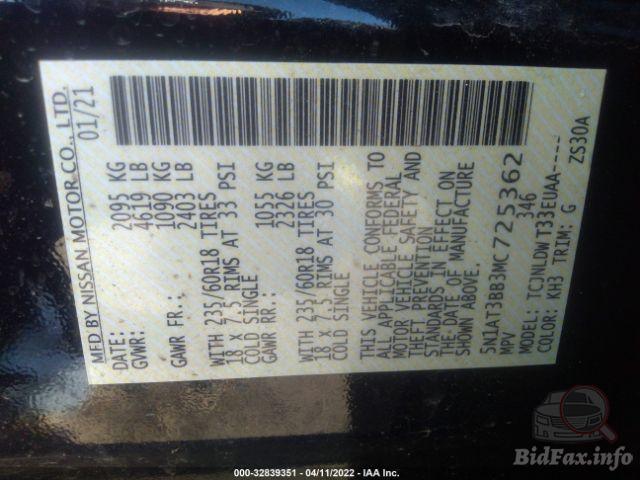 MFD BY NISSAN MOTOR CO., LTD.
DATE: 01/21
GVWR: 2095 KG
4619 LB
GAWR FR.: 1090 KG
2403 LB
WITH 235/60R18 TIRES
18 x 7.5 RIMS AT 33 PSI
COLD SINGLE
GAWR RR.: 1055 KG
2326 LB
WITH 235/60R18 TIRES
18 x 7.5 RIMS AT 30 PSI
COLD SINGLE
THIS VEHICLE CONFORMS TO
ALL APPLICABLE FEDERAL
MOTOR VEHICLE SAFETY AND
THEFT PREVENTION
STANDARDS IN EFFECT ON
THE DATE OF MANUFACTURE
SHOWN ABOVE.
5N1AT3BB3MC725362
MPV 346
MODEL: TCJNLDWT33EUAA----
COLOR: KH3 TRIM: G ZS30A
000-32839351 - 04/11/2022 - IAA Inc.
BidFax.info